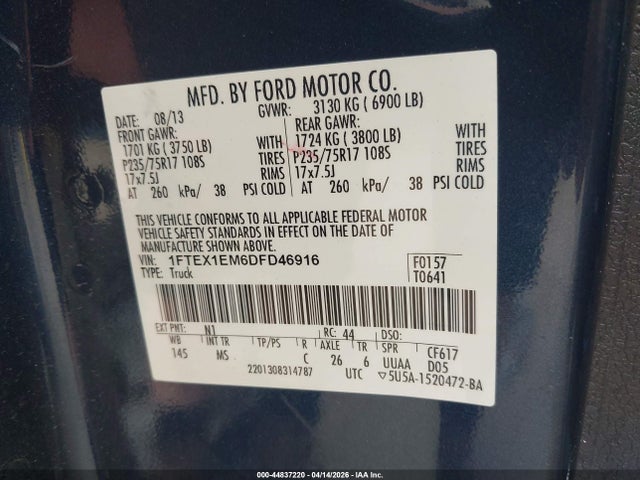 MFD. BY FORD MOTOR CO.
DATE: 08/13 GVWR: 3130 KG ( 6900 LB)
FRONT GAWR: REAR GAWR:
1701 KG ( 3750 LB) WITH 1724 KG ( 3800 LB) WITH
P235/75R17 108S TIRES P235/75R17 108S TIRES
17x7.5J RIMS 17x7.5J RIMS
AT 260 kPa/ 38 PSI COLD AT 260 kPa/ 38 PSI COLD
THIS VEHICLE CONFORMS TO ALL APPLICABLE FEDERAL MOTOR
VEHICLE SAFETY STANDARDS IN EFFECT ON THE DATE OF
MANUFACTURE SHOWN ABOVE.
VIN: 1FTEX1EM6DFD46916 F0157
TYPE: Truck T0641
EXT PNT: N1 RC: 44 DSO:
WB INT TR TP/PS R AXLE TR SPR CF617
145 MS C 26 6 UUAA D05
2201308314787 UTC ▽5U5A-1520472-BA
000-44837220 - 04/14/2026 - IAA Inc.